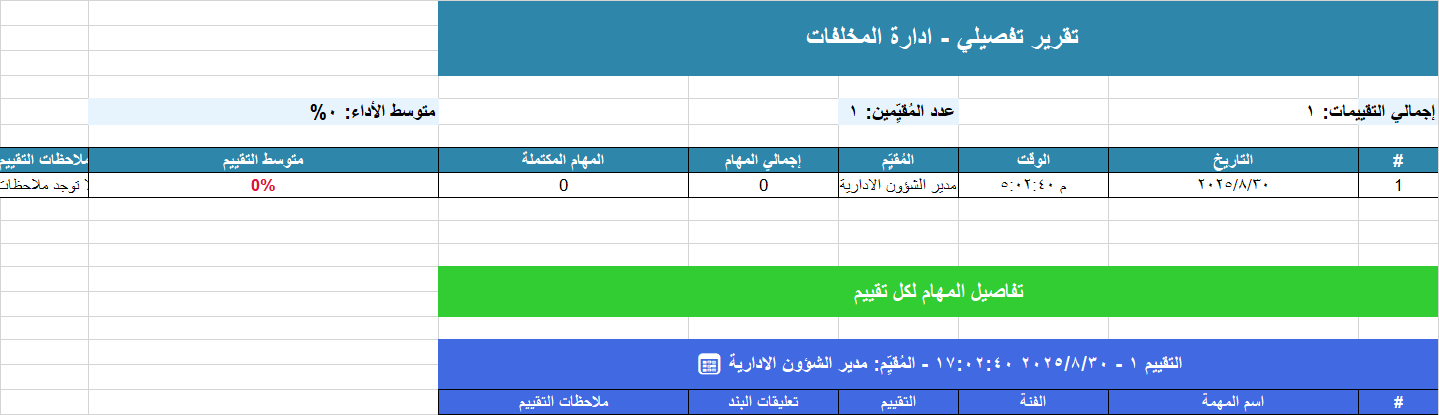 تقرير تفصيلي - ادارة المخلفات
إجمالي التقييمات: ١ عدد المُقيِّمين: ١ متوسط الأداء: ٠%
# التاريخ الوقت المُقيِّم إجمالي المهام المهام المكتملة متوسط التقييم ملاحظات التقييم
1 ٢٠٢٥/٨/٣٠ ٥:٠٢:٤٠ م مدير الشؤون الادارية 0 0 0% لا توجد ملاحظات
تفاصيل المهام لكل تقييم
التقييم ١ - ٢٠٢٥/٨/٣٠ ١٧:٠٢:٤٠ - المُقيِّم: مدير الشؤون الادارية
# اسم المهمة الفئة التقييم تعليقات البند ملاحظات التقييم